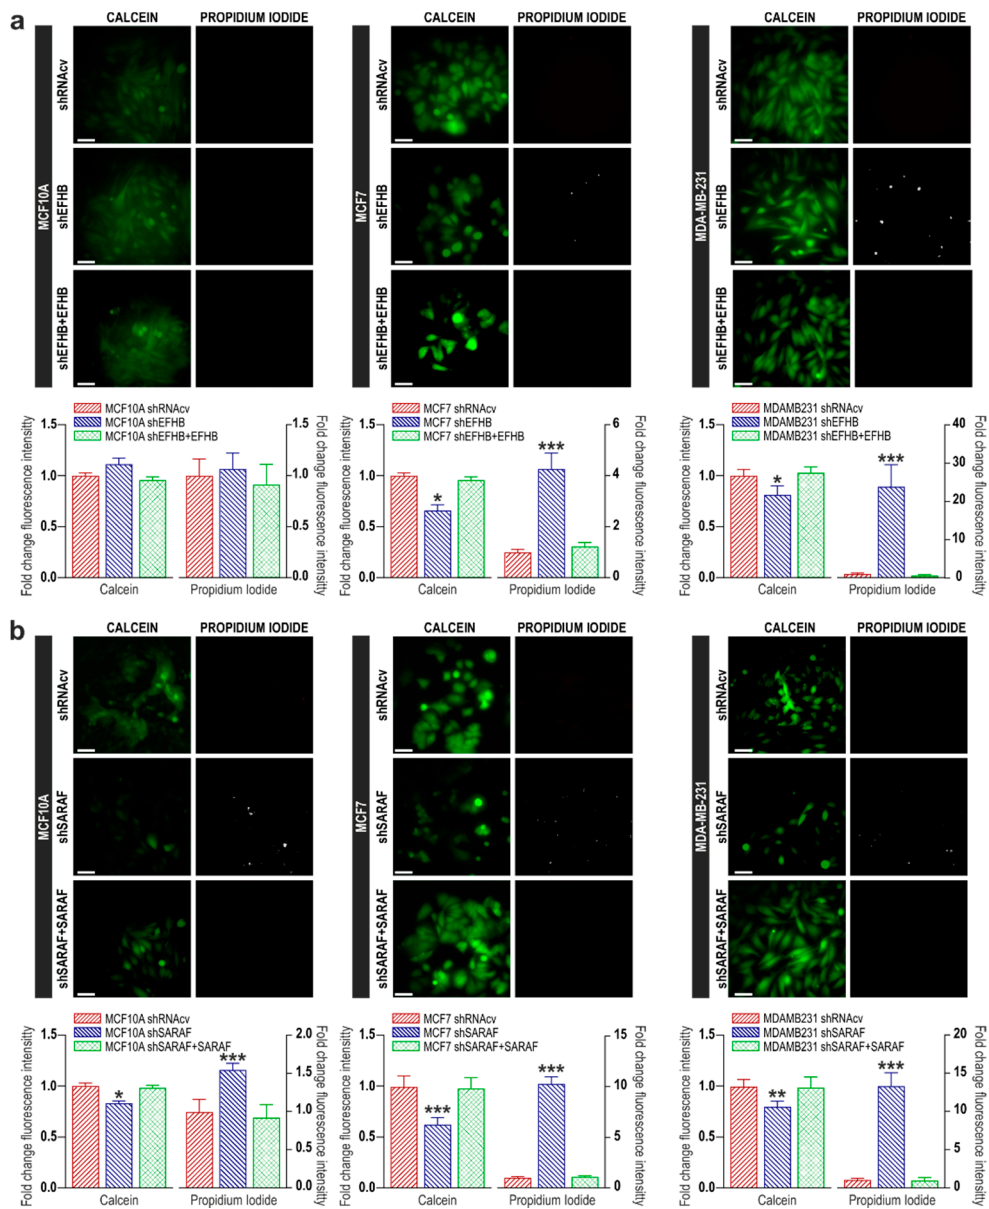 a
CALCEIN PROPIDIUM IODIDE CALCEIN PROPIDIUM IODIDE CALCEIN PROPIDIUM IODIDE
MCF10A
shRNAcv
shEFHB
shEFHB+EFHB
MCF7
shRNAcv
shEFHB
shEFHB+EFHB
MDA-MB-231
shRNAcv
shEFHB
shEFHB+EFHB
MCF10A shRNAcv
MCF10A shEFHB
MCF10A shEFHB+EFHB
Fold change fluorescence intensitty
1.5
1.0
0.5
0.0
1.5
1.0
0.5
0.0
Fold change fluorescence intensitty
Calcein Propidium Iodide
MCF7 shRNAcv
MCF7 shEFHB
MCF7 shEFHB+EFHB
Fold change fluorescence intensitty
1.5
1.0
0.5
0.0
* ***
6
4
2
0
Fold change fluorescence intensitty
Calcein Propidium Iodide
MDAMB231 shRNAcv
MDAMB231 shEFHB
MDAMB231 shEFHB+EFHB
Fold change fluorescence intensitty
1.5
1.0
0.5
0.0
* ***
40
30
20
10
0
Fold change fluorescence intensitty
Calcein Propidium Iodide
b
CALCEIN PROPIDIUM IODIDE CALCEIN PROPIDIUM IODIDE CALCEIN PROPIDIUM IODIDE
MCF10A
shRNAcv
shSARAF
shSARAF+SARAF
MCF7
shRNAcv
shSARAF
shSARAF+SARAF
MDA-MB-231
shRNAcv
shSARAF
shSARAF+SARAF
MCF10A shRNAcv
MCF10A shSARAF
MCF10A shSARAF+SARAF
Fold change fluorescence intensitty
1.5
1.0
0.5
0.0
* ***
2.0
1.5
1.0
0.5
0.0
Fold change fluorescence intensitty
Calcein Propidium Iodide
MCF7 shRNAcv
MCF7 shSARAF
MCF7 shSARAF+SARAF
Fold change fluorescence intensitty
1.5
1.0
0.5
0.0
*** ***
15
10
5
0
Fold change fluorescence intensitty
Calcein Propidium Iodide
MDAMB231 shRNAcv
MDAMB231 shSARAF
MDAMB231 shSARAF+SARAF
Fold change fluorescence intensitty
1.5
1.0
0.5
0.0
** ***
20
15
10
5
0
Fold change fluorescence intensitty
Calcein Propidium Iodide